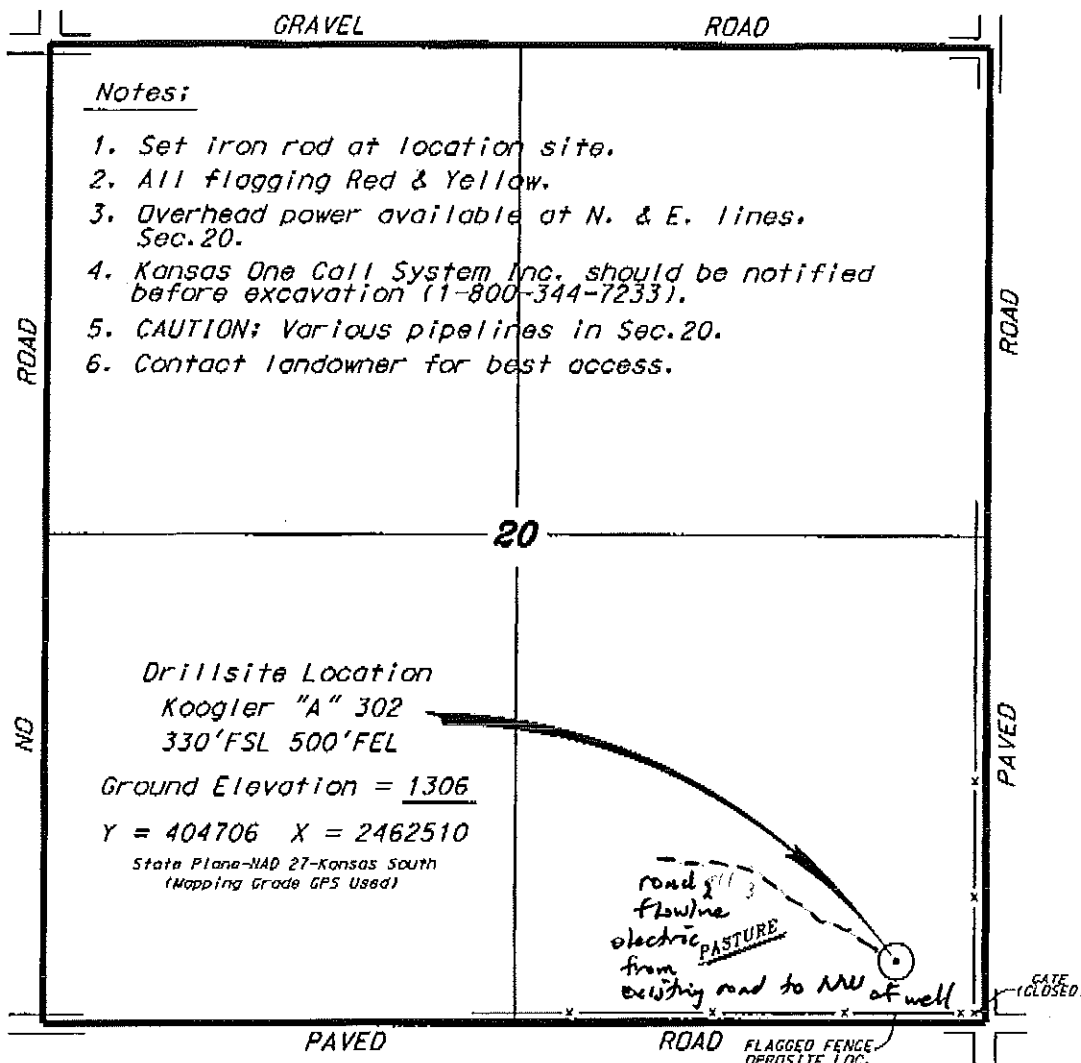 GRAVEL ROAD
Notes:
1. Set iron rod at location site.
2. All flagging Red & Yellow.
3. Overhead power available at N. & E. lines.
Sec.20.
4. Kansas One Call System Inc. should be notified
before excavation (1-800-344-7233).
5. CAUTION: Various pipelines in Sec.20.
6. Contact landowner for best access.
ROAD
NO
ROAD
PAVED
20
Drillsite Location
Koogler "A" 302
330'FSL 500'FEL
Ground Elevation = 1306
Y = 404706 X = 2462510
State Plane-NAD 27-Kansas South
(Mapping Grade GPS Used)
road
flowline
electric
PASTURE
from
existing road to NW of well
GATE
(CLOSED)
PAVED ROAD
FLAGGED FENCE
OPPOSITE LOC.